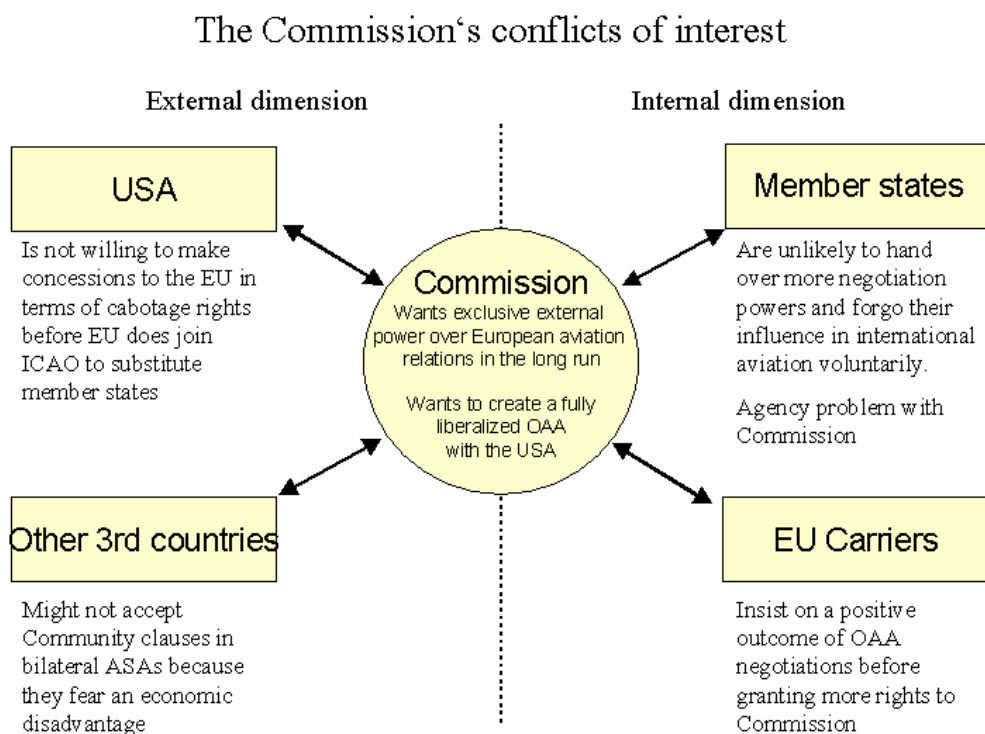 The Commission‘s conflicts of interest
External dimension
Internal dimension
USA
Is not willing to make
concessions to the EU in
terms of cabotage rights
before EU does join
ICAO to substitute
member states
Other 3rd countries
Might not accept
Community clauses in
bilateral ASAs because
they fear an economic
disadvantage
Commission
Wants exclusive external
power over European aviation
relations in the long run
Wants to create a fully
liberalized OAA
with the USA
Member states
Are unlikely to hand
over more negotiation
powers and forgo their
influence in international
aviation voluntarily.
Agency problem with
Commission
EU Carriers
Insist on a positive
outcome of OAA
negotiations before
granting more rights to
Commission